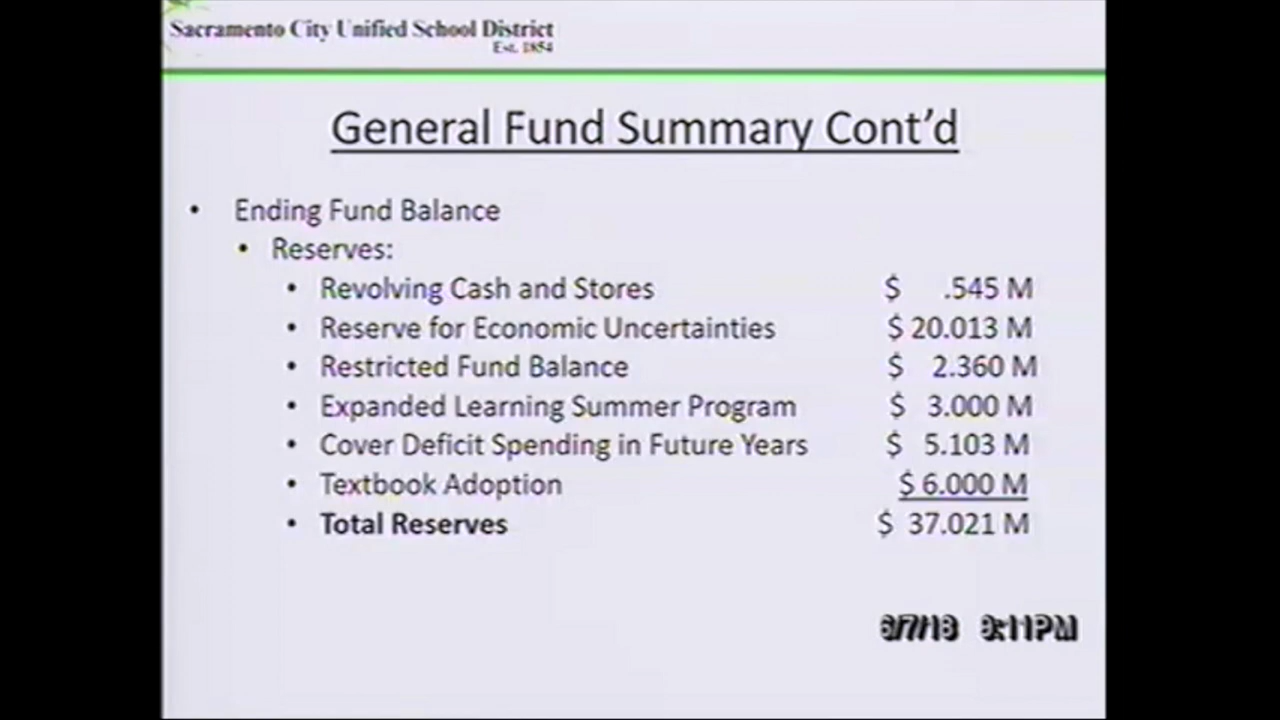 Sacramento City Unified School District
Est. 1854
General Fund Summary Cont’d
• Ending Fund Balance
• Reserves:
• Revolving Cash and Stores $ .545 M
• Reserve for Economic Uncertainties $ 20.013 M
• Restricted Fund Balance $ 2.360 M
• Expanded Learning Summer Program $ 3.000 M
• Cover Deficit Spending in Future Years $ 5.103 M
• Textbook Adoption $ 6.000 M
• Total Reserves $ 37.021 M
6/7/18 9:11PM